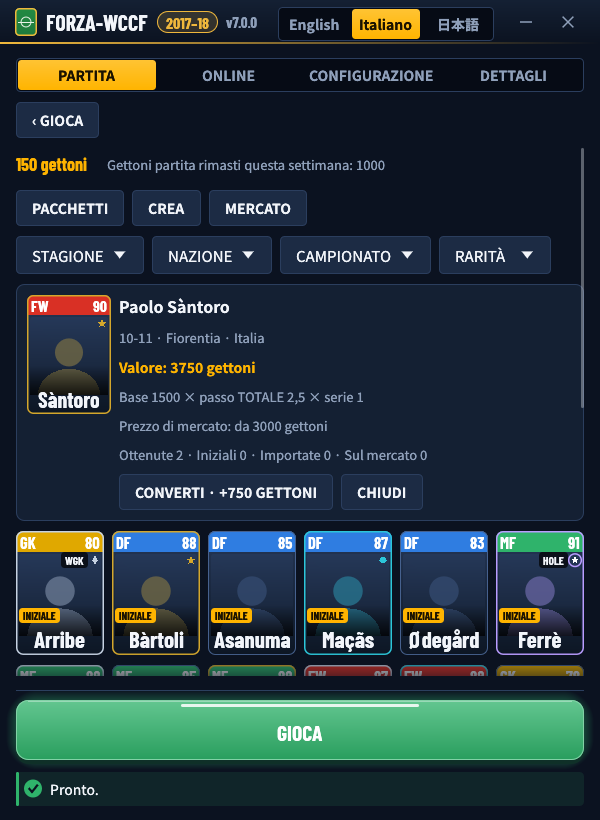 FORZA-WCCF 2017–18 v7.0.0 English Italiano 日本語
PARTITA ONLINE CONFIGURAZIONE DETTAGLI
‹ GIOCA
150 gettoni Gettoni partita rimasti questa settimana: 1000
PACCHETTI CREA MERCATO
STAGIONE NAZIONE CAMPIONATO RARITÀ
FW 90
Sàntoro
Paolo Sàntoro
10-11 · Fiorentia · Italia
Valore: 3750 gettoni
Base 1500 × passo TOTALE 2,5 × serie 1
Prezzo di mercato: da 3000 gettoni
Ottenute 2 · Iniziali 0 · Importate 0 · Sul mercato 0
CONVERTI · +750 GETTONI CHIUDI
GK 80 DF 88 DF 85 DF 87 DF 83 MF 91
WGK HOLE
INIZIALE INIZIALE INIZIALE INIZIALE INIZIALE
Arribe Bàrtoli Asanuma Maçãs Ødegård Ferrè
GIOCA
Pronto.